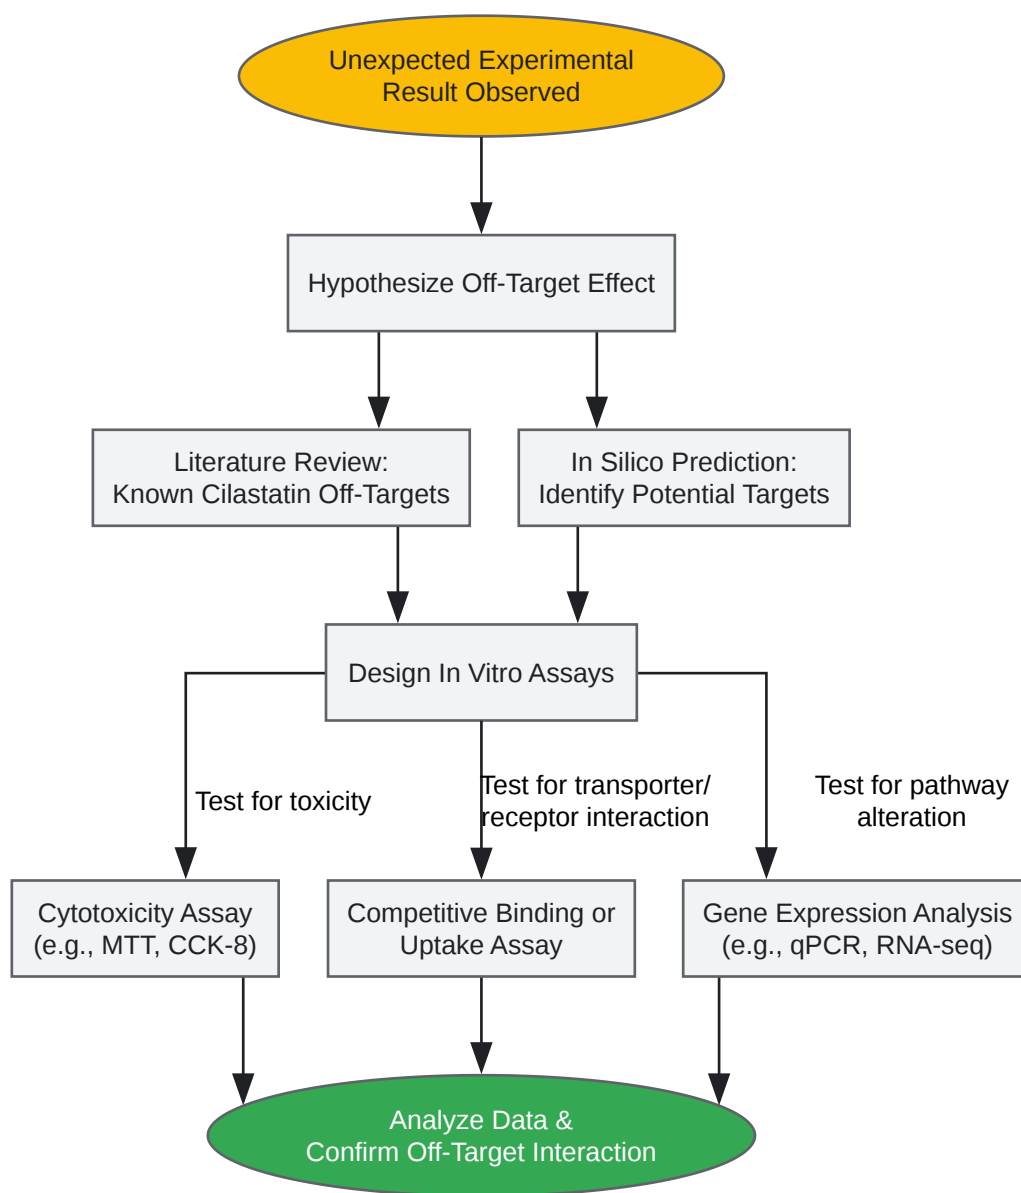 Unexpected Experimental
Result Observed
Hypothesize Off-Target Effect
Literature Review:
Known Cilastatin Off-Targets
In Silico Prediction:
Identify Potential Targets
Design In Vitro Assays
Test for toxicity
Test for transporter/
receptor interaction
Test for pathway
alteration
Cytotoxicity Assay
(e.g., MTT, CCK-8)
Competitive Binding or
Uptake Assay
Gene Expression Analysis
(e.g., qPCR, RNA-seq)
Analyze Data &
Confirm Off-Target Interaction